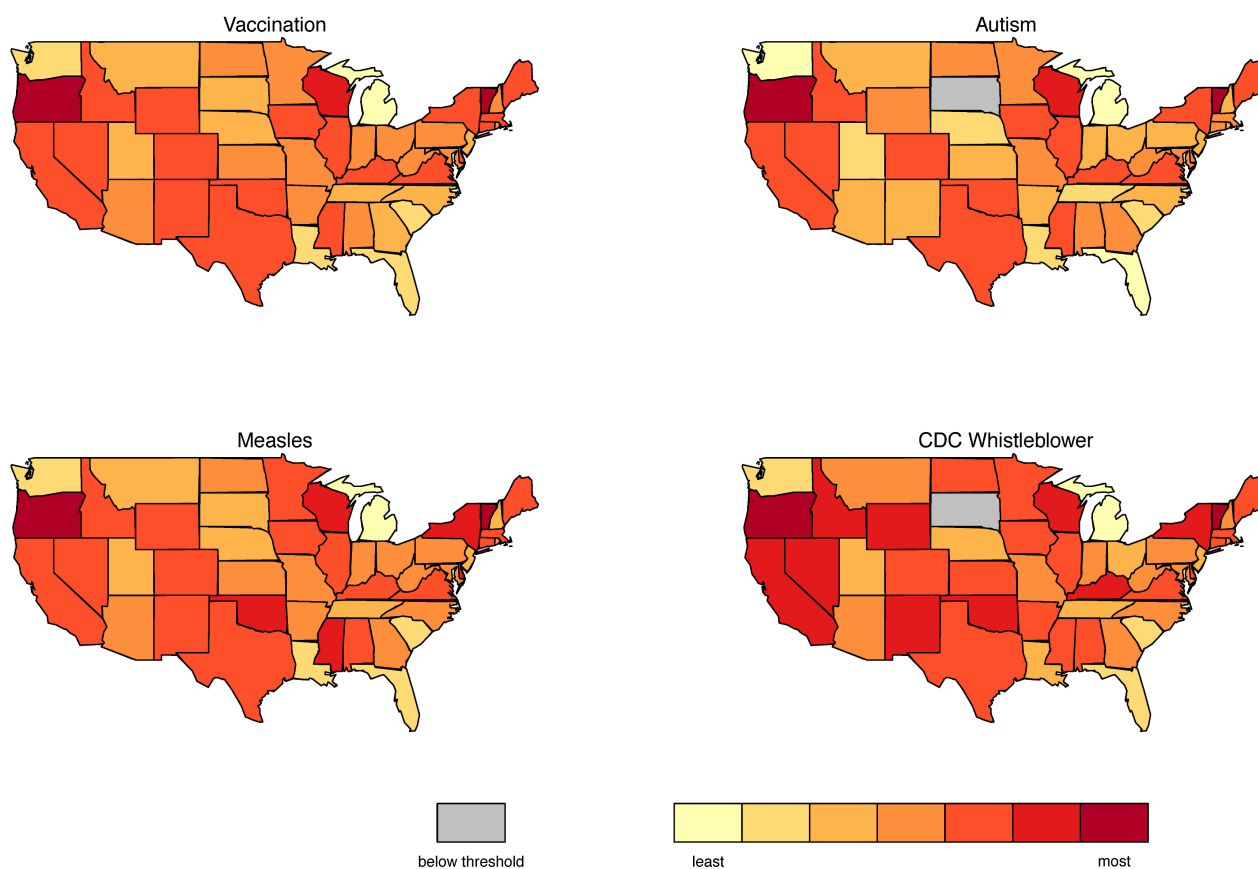 Vaccination
Autism
Measles
CDC Whistleblower
below threshold
least
most